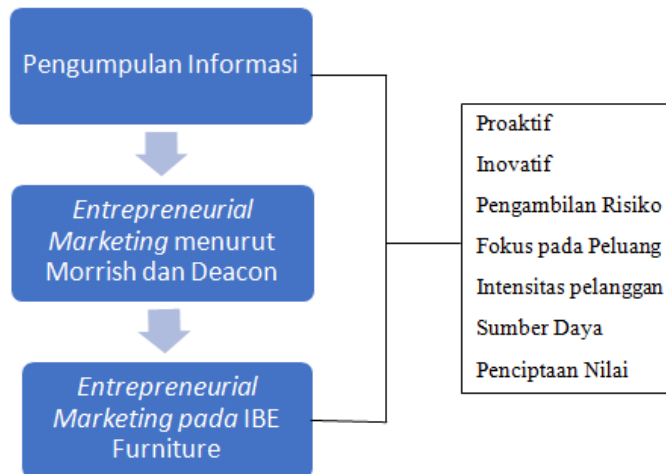 Pengumpulan Informasi
Entrepreneurial
Marketing menurut
Morrish dan Deacon
Entrepreneurial
Marketing pada IBE
Furniture
Proaktif
Inovatif
Pengambilan Risiko
Fokus pada Peluang
Intensitas pelanggan
Sumber Daya
Penciptaan Nilai